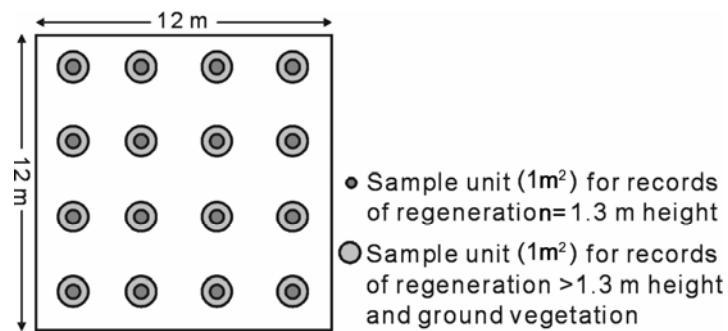 12 m
12 m
Sample unit (1m²) for records
of regeneration= 1.3 m height
Sample unit (1m²) for records
of regeneration >1.3 m height
and ground vegetation